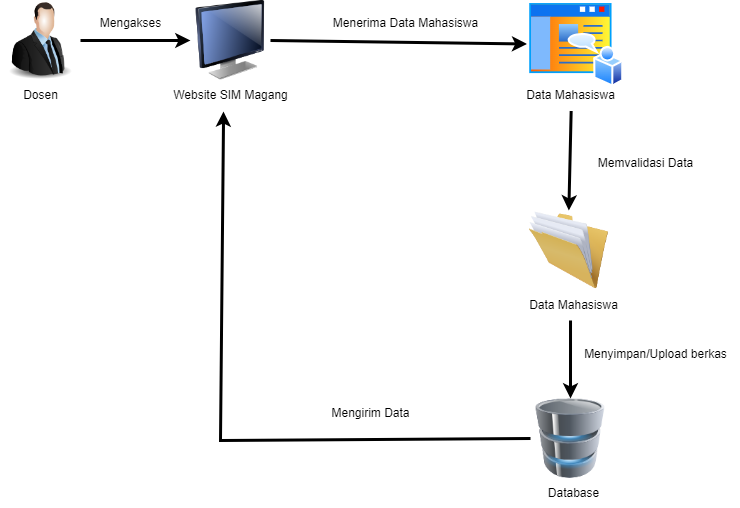 Mengakses
Menerima Data Mahasiswa
Dosen
Website SIM Magang
Data Mahasiswa
Memvalidasi Data
Data Mahasiswa
Menyimpan/Upload berkas
Mengirim Data
Database